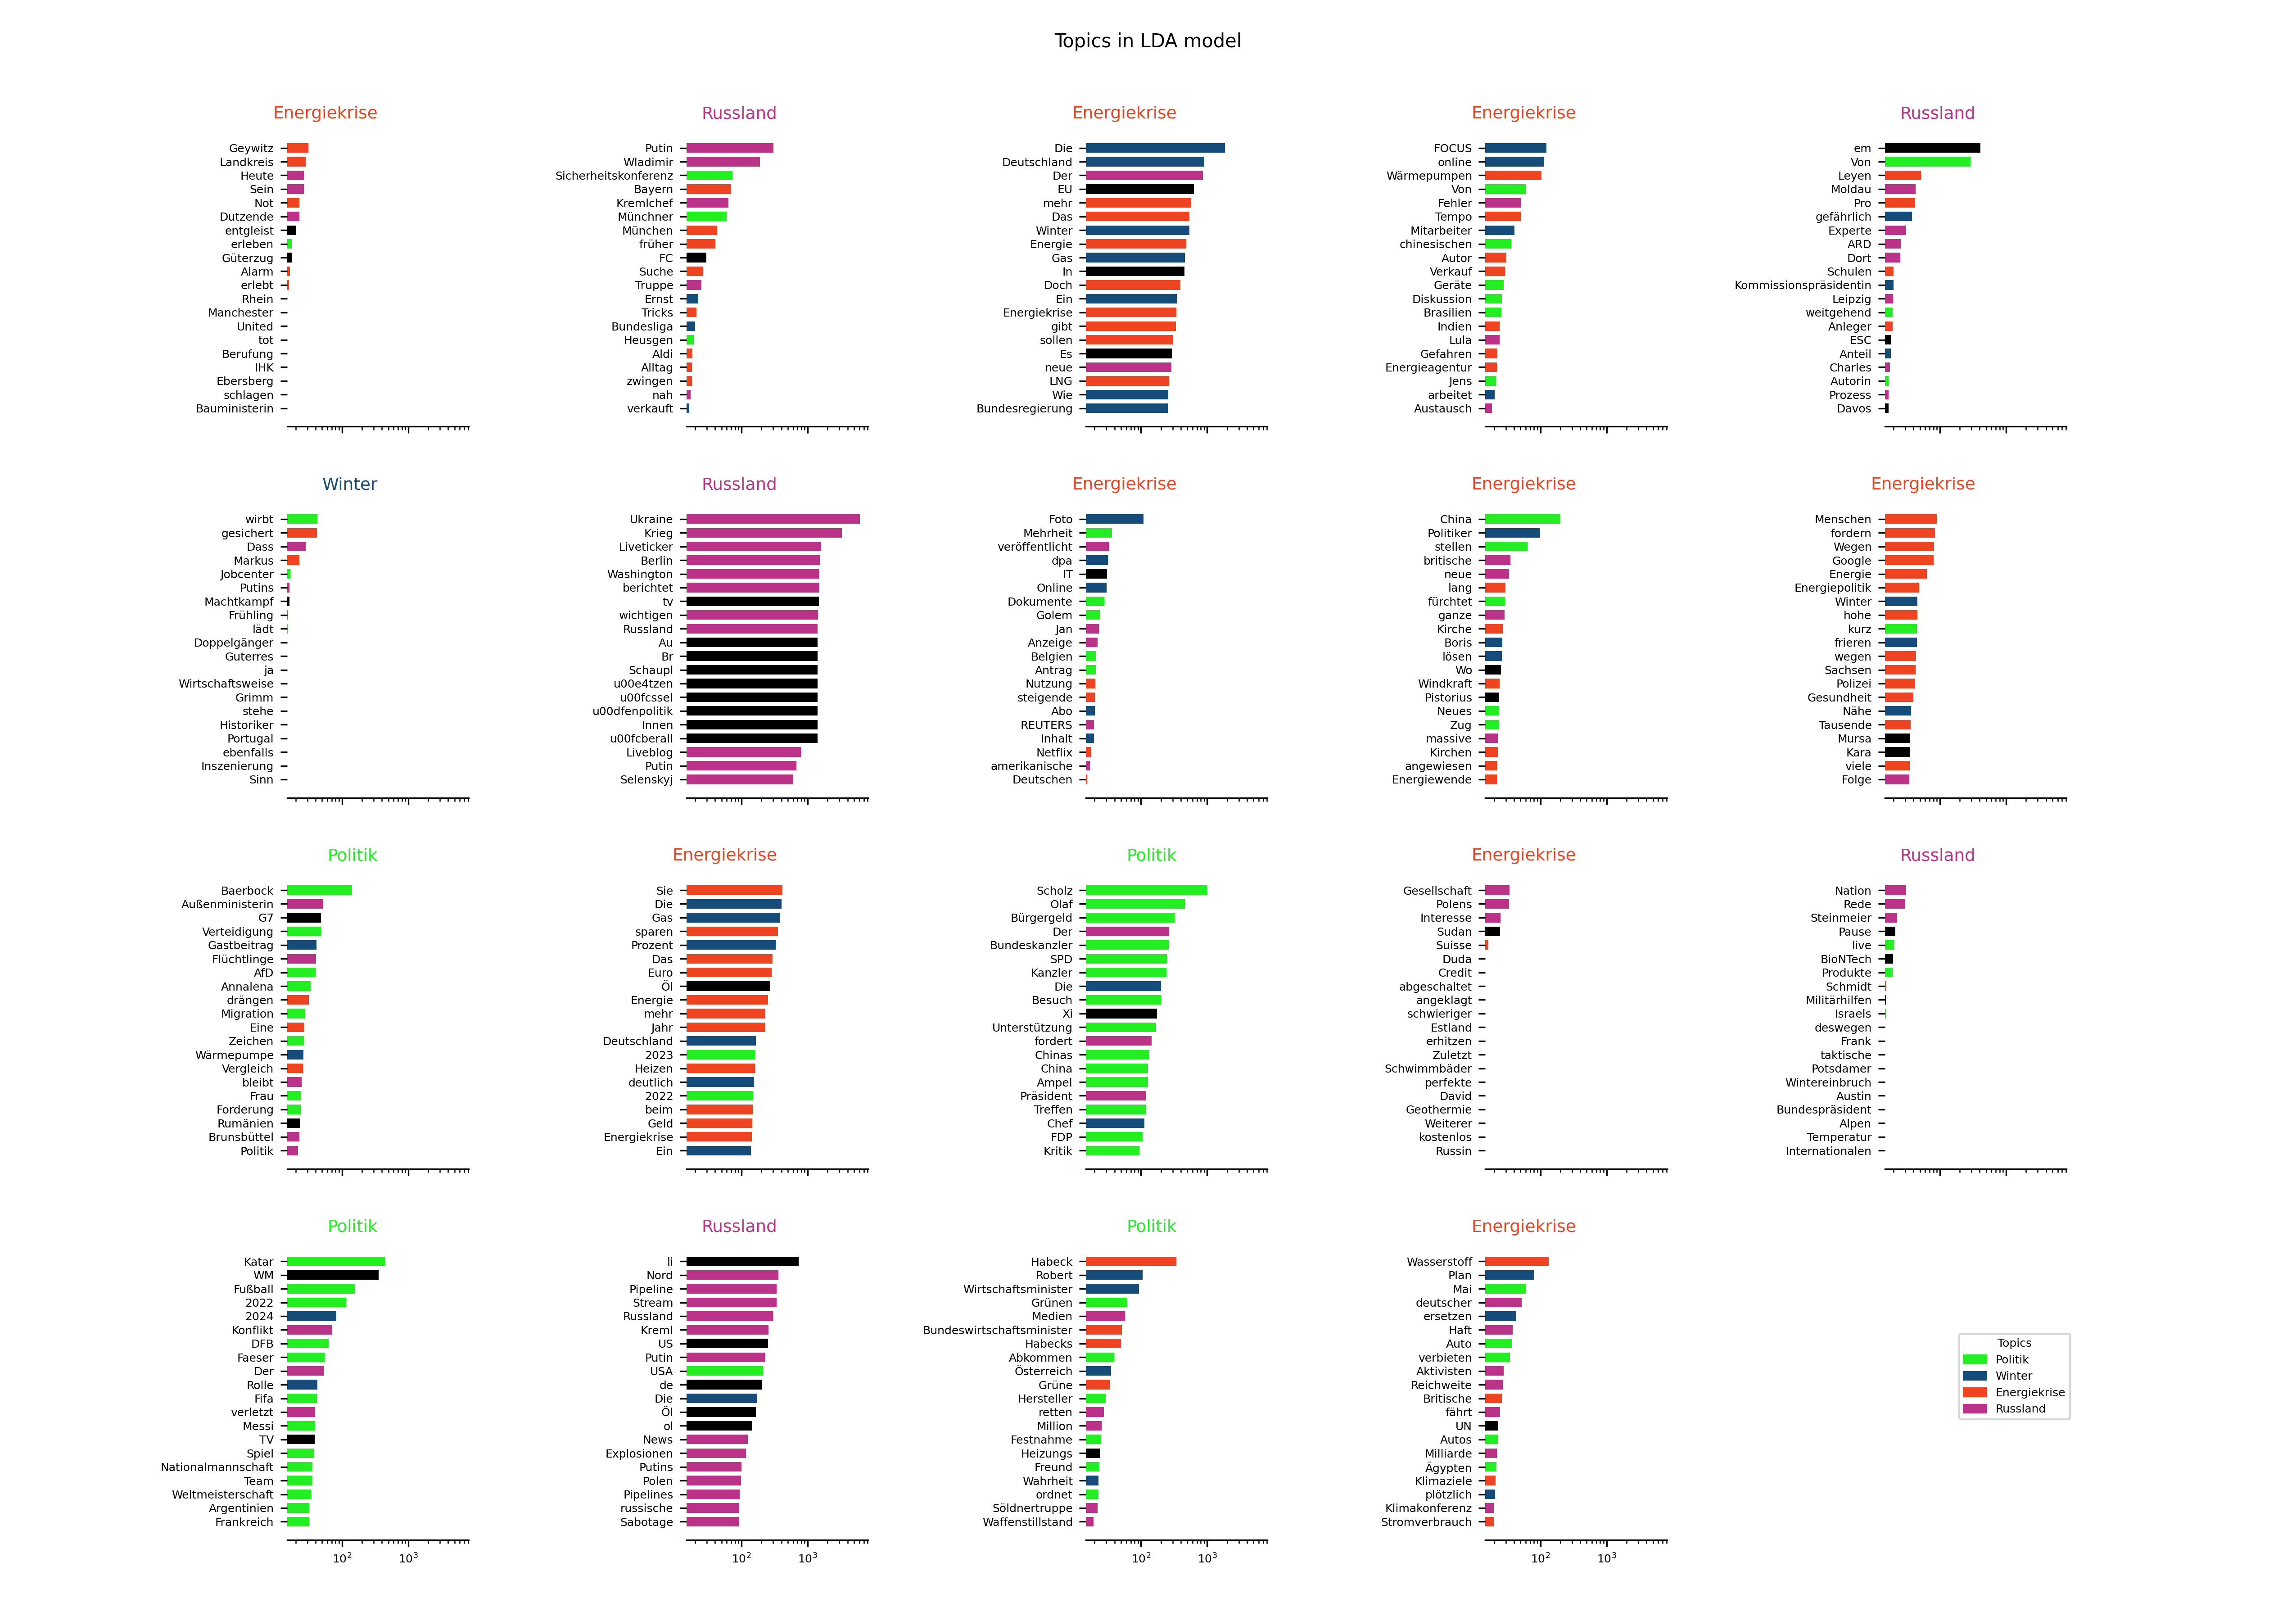 Topics in LDA model
Energiekrise
Geywitz
Landkreis
Heute
Sein
Not
Dutzende
entgleist
erleben
Güterzug
Alarm
erlebt
Rhein
Manchester
United
tot
Berufung
IHK
Ebersberg
schlagen
Bauministerin
Russland
Putin
Wladimir
Sicherheitskonferenz
Bayern
Kremlchef
Münchner
München
früher
FC
Suche
Truppe
Ernst
Tricks
Bundesliga
Heusgen
Aldi
Alltag
zwingen
nah
verkauft
Energiekrise
Die
Deutschland
Der
EU
mehr
Das
Winter
Energie
Gas
In
Doch
Ein
Energiekrise
gibt
sollen
Es
neue
LNG
Wie
Bundesregierung
Energiekrise
FOCUS
online
Wärmepumpen
Von
Fehler
Tempo
Mitarbeiter
chinesischen
Autor
Verkauf
Geräte
Diskussion
Brasilien
Indien
Lula
Gefahren
Energieagentur
Jens
arbeitet
Austausch
Russland
em
Von
Leyen
Moldau
Pro
gefährlich
Experte
ARD
Dort
Schulen
Kommissionspräsidentin
Leipzig
weitgehend
Anleger
ESC
Anteil
Charles
Autorin
Prozess
Davos
Winter
wirbt
gesichert
Dass
Markus
Jobcenter
Putins
Machtkampf
Frühling
lädt
Doppelgänger
Guterres
ja
Wirtschaftsweise
Grimm
stehe
Historiker
Portugal
ebenfalls
Inszenierung
Sinn
Russland
Ukraine
Krieg
Liveticker
Berlin
Washington
berichtet
tv
wichtigen
Russland
Au
Br
Schaupl
u00e4tzen
u00fcssel
u00dfenpolitik
Innen
u00fcberall
Liveblog
Putin
Selenskyj
Energiekrise
Foto
Mehrheit
veröffentlicht
dpa
IT
Online
Dokumente
Golem
Jan
Anzeige
Belgien
Antrag
Nutzung
steigende
Abo
REUTERS
Inhalt
Netflix
amerikanische
Deutschen
Energiekrise
China
Politiker
stellen
britische
neue
lang
fürchtet
ganze
Kirche
Boris
lösen
Wo
Windkraft
Pistorius
Neues
Zug
massive
Kirchen
angewiesen
Energiewende
Energiekrise
Menschen
fordern
Wegen
Google
Energie
Energiepolitik
Winter
hohe
kurz
frieren
wegen
Sachsen
Polizei
Gesundheit
Nähe
Tausende
Mursa
Kara
viele
Folge
Politik
Baerbock
Außenministerin
G7
Verteidigung
Gastbeitrag
Flüchtlinge
AfD
Annalena
drängen
Migration
Eine
Zeichen
Wärmepumpe
Vergleich
bleibt
Frau
Forderung
Rumänien
Brunsbüttel
Politik
Energiekrise
Sie
Die
Gas
sparen
Prozent
Das
Euro
Öl
Energie
mehr
Jahr
Deutschland
2023
Heizen
deutlich
2022
beim
Geld
Energiekrise
Ein
Politik
Scholz
Olaf
Bürgergeld
Der
Bundeskanzler
SPD
Kanzler
Die
Besuch
Xi
Unterstützung
fordert
Chinas
China
Ampel
Präsident
Treffen
Chef
FDP
Kritik
Energiekrise
Gesellschaft
Polens
Interesse
Sudan
Suisse
Duda
Credit
abgeschaltet
angeklagt
schwieriger
Estland
erhitzen
Zuletzt
Schwimmbäder
perfekte
David
Geothermie
Weiterer
kostenlos
Russin
Russland
Nation
Rede
Steinmeier
Pause
live
BioNTech
Produkte
Schmidt
Militärhilfen
Israels
deswegen
Frank
taktische
Potsdamer
Wintereinbruch
Austin
Bundespräsident
Alpen
Temperatur
Internationalen
Politik
Katar
WM
Fußball
2022
2024
Konflikt
DFB
Faeser
Der
Rolle
Fifa
verletzt
Messi
TV
Spiel
Nationalmannschaft
Team
Weltmeisterschaft
Argentinien
Frankreich
10² 10³
Russland
li
Nord
Pipeline
Stream
Russland
Kreml
US
Putin
USA
de
Die
Öl
ol
News
Explosionen
Putins
Polen
Pipelines
russische
Sabotage
10² 10³
Politik
Habeck
Robert
Wirtschaftsminister
Grünen
Medien
Bundeswirtschaftsminister
Habecks
Abkommen
Österreich
Grüne
Hersteller
retten
Million
Festnahme
Heizungs
Freund
Wahrheit
ordnet
Söldnertruppe
Waffenstillstand
10² 10³
Energiekrise
Wasserstoff
Plan
Mai
deutscher
ersetzen
Haft
Auto
verbieten
Aktivisten
Reichweite
Britische
fährt
UN
Autos
Milliarde
Ägypten
Klimaziele
plötzlich
Klimakonferenz
Stromverbrauch
10² 10³
Topics
Politik
Winter
Energiekrise
Russland